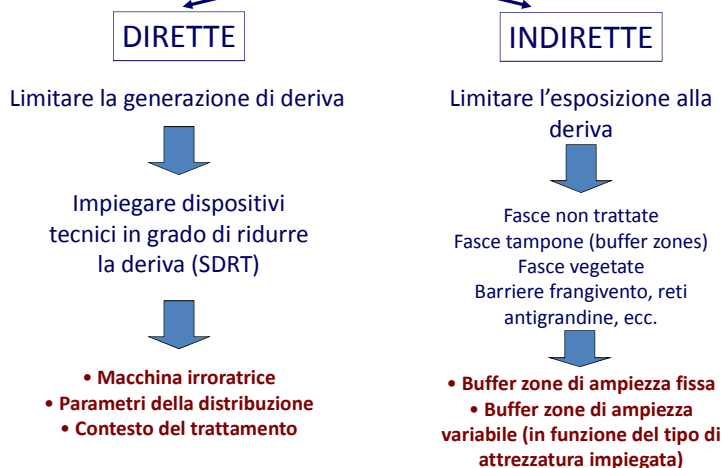 DIRETTE
Limitare la generazione di deriva
Impiegare dispositivi
tecnici in grado di ridurre
la deriva (SDRT)
• Macchina irroratrice
• Parametri della distribuzione
• Contesto del trattamento
INDIRETTE
Limitare l’esposizione alla
deriva
Fasce non trattate
Fasce tampone (buffer zones)
Fasce vegetate
Barriere frangivento, reti
antigrandine, ecc.
• Buffer zone di ampiezza fissa
• Buffer zone di ampiezza
variabile (in funzione del tipo di
attrezzatura impiegata)